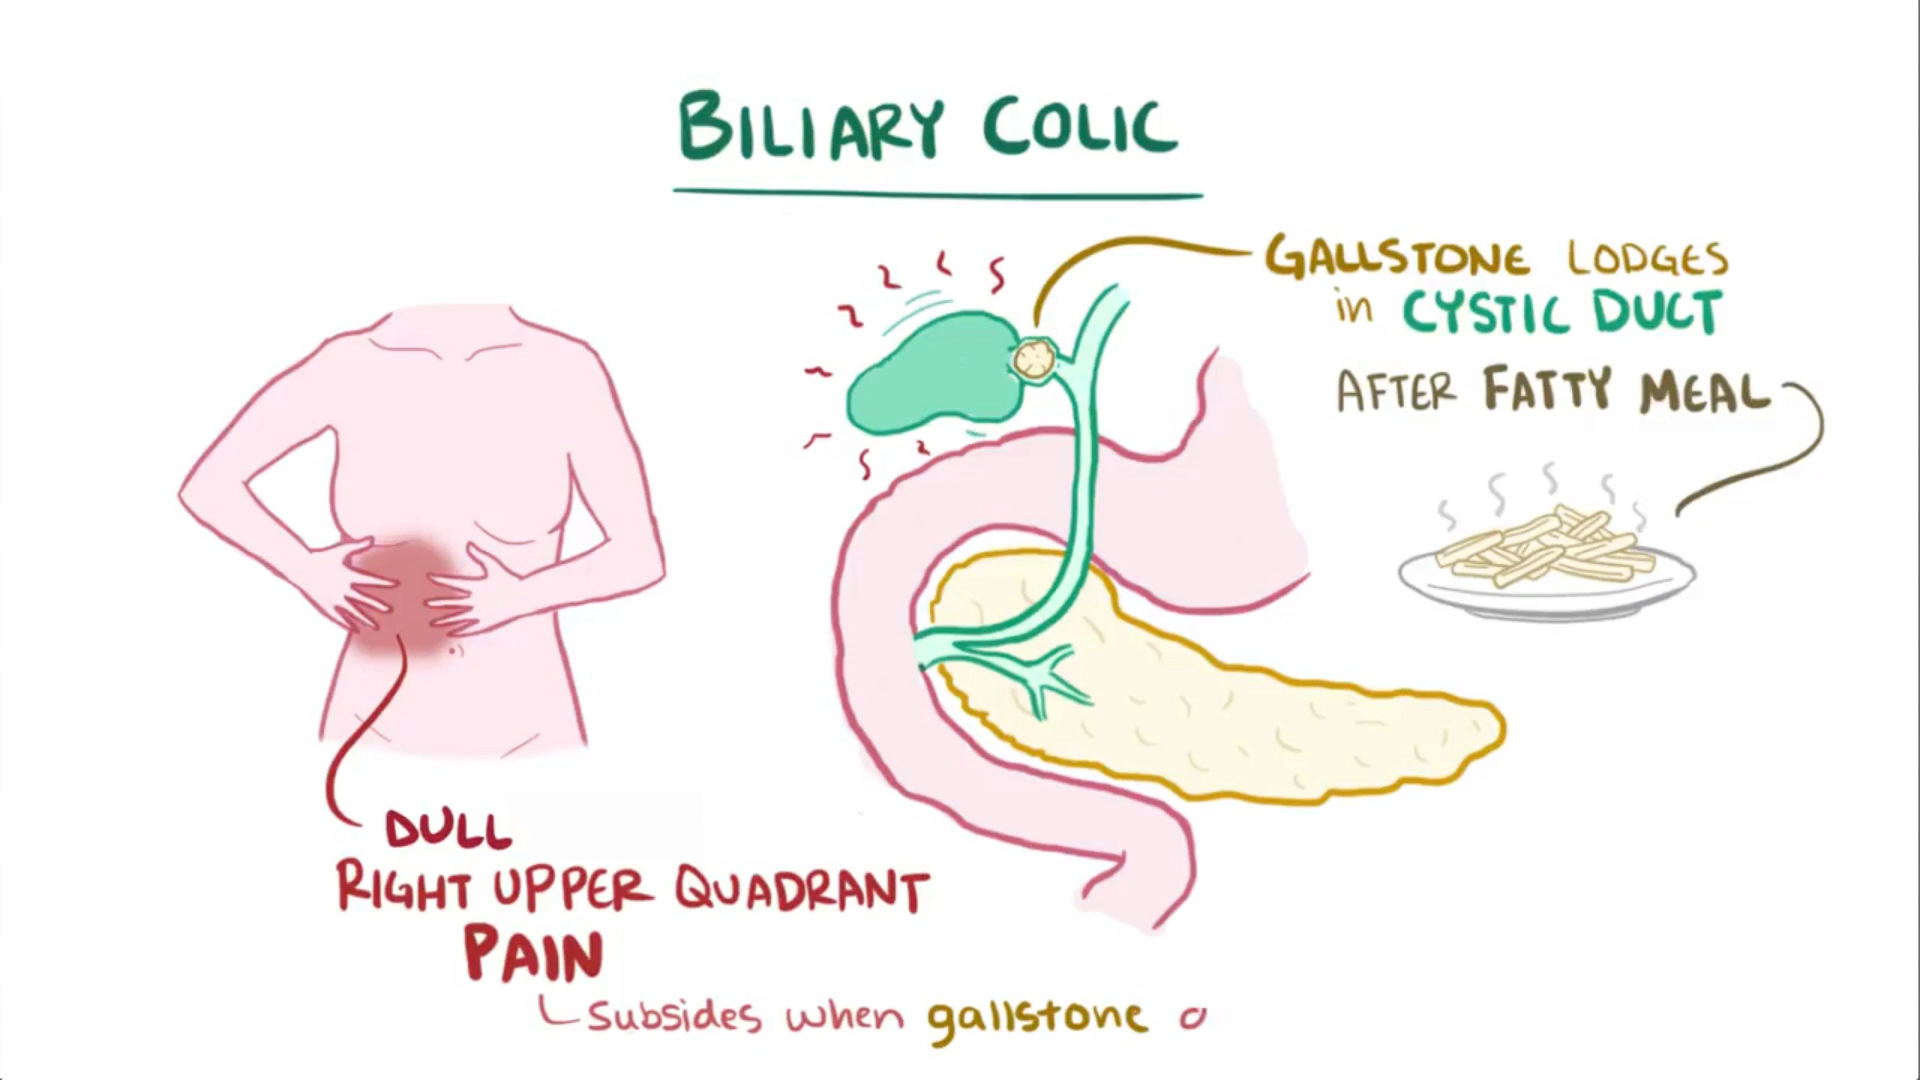 BILIARY COLIC
GALLSTONE LODGES
in CYSTIC DUCT
AFTER FATTY MEAL
DULL
RIGHT UPPER QUADRANT
PAIN
subsides when gallstone o